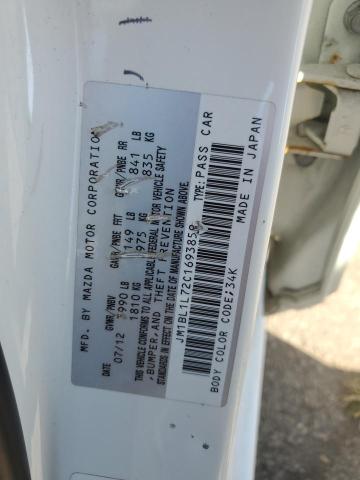 MFD. BY MAZDA MOTOR CORPORATION
DATE GVWR/NBV GAWR/PNBE FRT GAWR/PNBE RR
07/12 3990 LB 149 LB 841 LB
1810 KG 975 KG 835 KG
THIS VEHICLE CONFORMS TO ALL APPLICABLE FEDERAL MOTOR VEHICLE SAFETY
,BUMPER, AND THEFT PREVENTION
STANDARDS IN EFFECT ON THE DATE OF MANUFACTURE SHOWN ABOVE.
JM1BL1L72C1693858 TYPE:PASS CAR
BODY COLOR CODE:34K MADE IN JAPAN